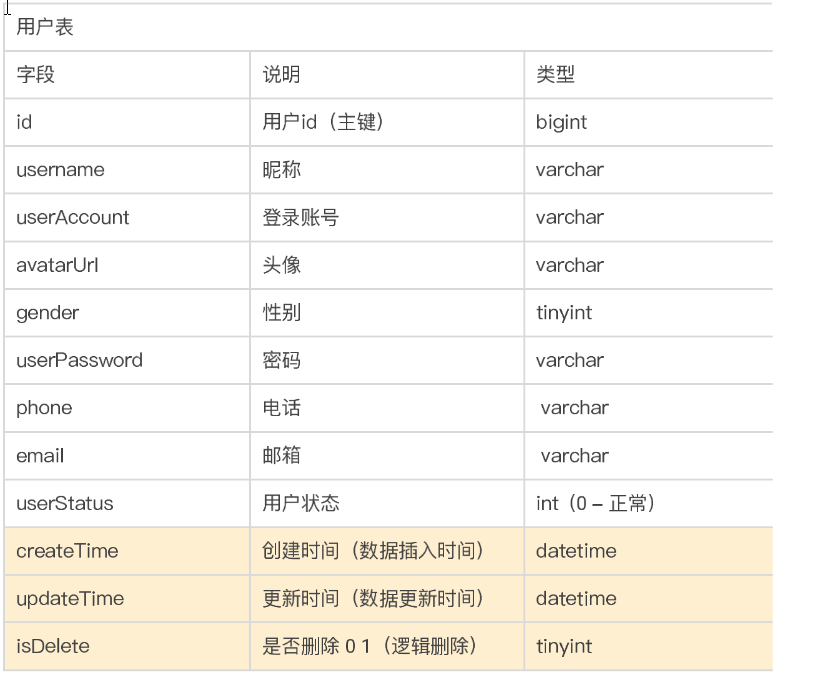 用户表
字段 说明 类型
id 用户id（主键） bigint
username 昵称 varchar
userAccount 登录账号 varchar
avatarUrl 头像 varchar
gender 性别 tinyint
userPassword 密码 varchar
phone 电话 varchar
email 邮箱 varchar
userStatus 用户状态 int（0 – 正常）
createTime 创建时间（数据插入时间） datetime
updateTime 更新时间（数据更新时间） datetime
isDelete 是否删除 0 1（逻辑删除） tinyint